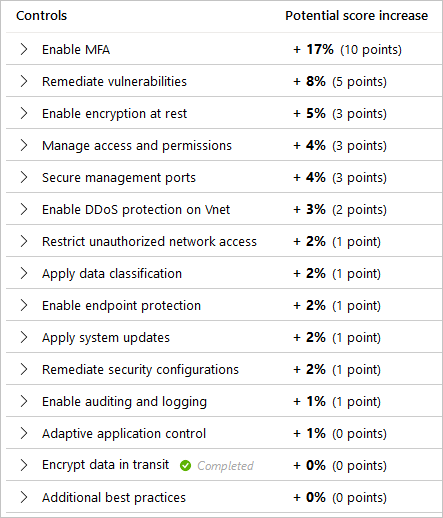 Controls Potential score increase
Enable MFA + 17% (10 points)
Remediate vulnerabilities + 8% (5 points)
Enable encryption at rest + 5% (3 points)
Manage access and permissions + 4% (3 points)
Secure management ports + 4% (3 points)
Enable DDoS protection on Vnet + 3% (2 points)
Restrict unauthorized network access + 2% (1 point)
Apply data classification + 2% (1 point)
Enable endpoint protection + 2% (1 point)
Apply system updates + 2% (1 point)
Remediate security configurations + 2% (1 point)
Enable auditing and logging + 1% (1 point)
Adaptive application control + 1% (0 points)
Encrypt data in transit Completed + 0% (0 points)
Additional best practices + 0% (0 points)